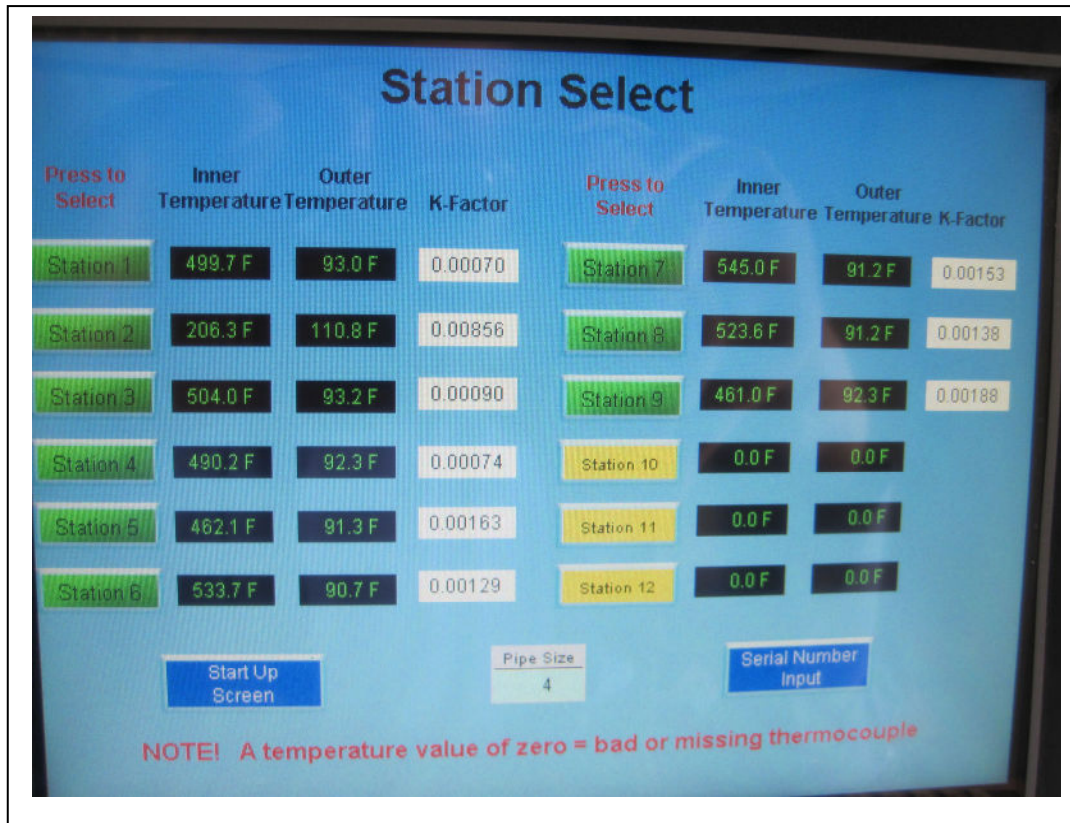 Station Select
Press to Select Inner Temperature Outer Temperature K-Factor Press to Select Inner Temperature Outer Temperature K-Factor
Station 1 499.7 F 93.0 F 0.00070 Station 7 545.0 F 91.2 F 0.00153
Station 2 206.3 F 110.8 F 0.00856 Station 8 523.6 F 91.2 F 0.00138
Station 3 504.0 F 93.2 F 0.00090 Station 9 461.0 F 92.3 F 0.00188
Station 4 490.2 F 92.3 F 0.00074 Station 10 0.0 F 0.0 F
Station 5 462.1 F 91.3 F 0.00163 Station 11 0.0 F 0.0 F
Station 6 533.7 F 90.7 F 0.00129 Station 12 0.0 F 0.0 F
Start Up
Screen
Pipe Size
4
Serial Number
Input
NOTE! A temperature value of zero = bad or missing thermocouple